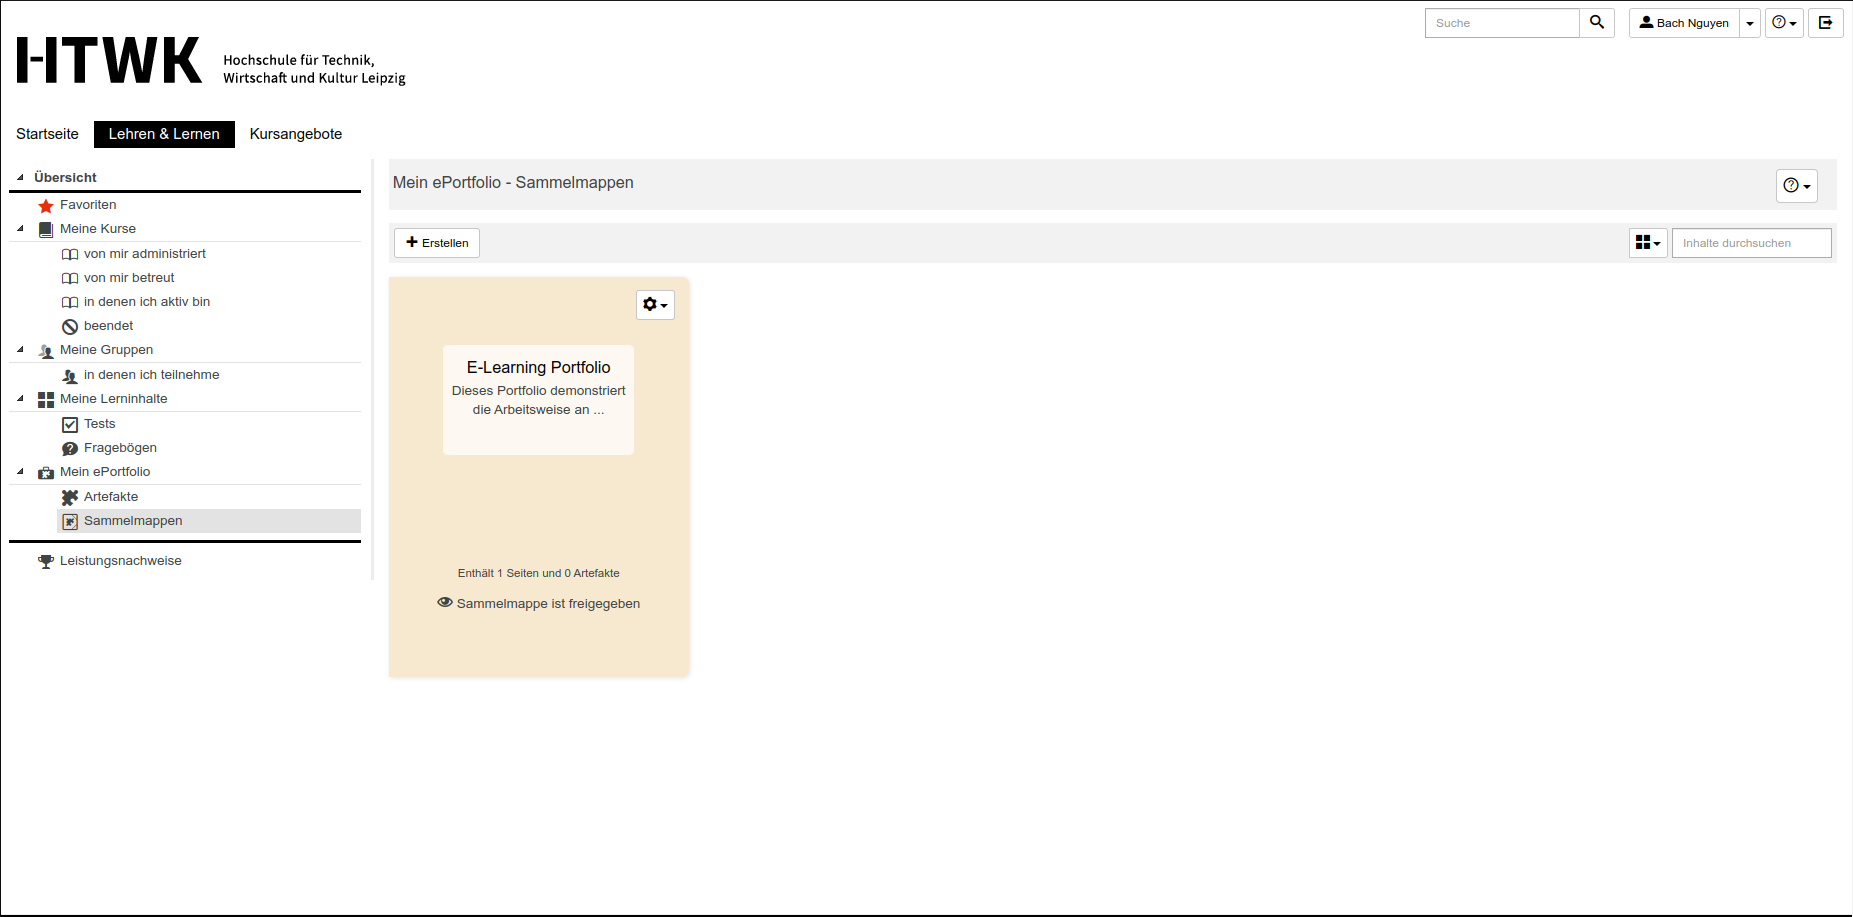 Suche
Bach Nguyen
HTWK
Hochschule für Technik,
Wirtschaft und Kultur Leipzig
Startseite
Lehren & Lernen
Kursangebote
Übersicht
Favoriten
Meine Kurse
von mir administriert
von mir betreut
in denen ich aktiv bin
beendet
Meine Gruppen
in denen ich teilnehme
Meine Lerninhalte
Tests
Fragebögen
Mein ePortfolio
Artefakte
Sammelmappen
Leistungsnachweise
Mein ePortfolio - Sammelmappen
Erstellen
Inhalte durchsuchen
E-Learning Portfolio
Dieses Portfolio demonstriert
die Arbeitsweise an ...
Enthält 1 Seiten und 0 Artefakte
Sammelmappe ist freigegeben